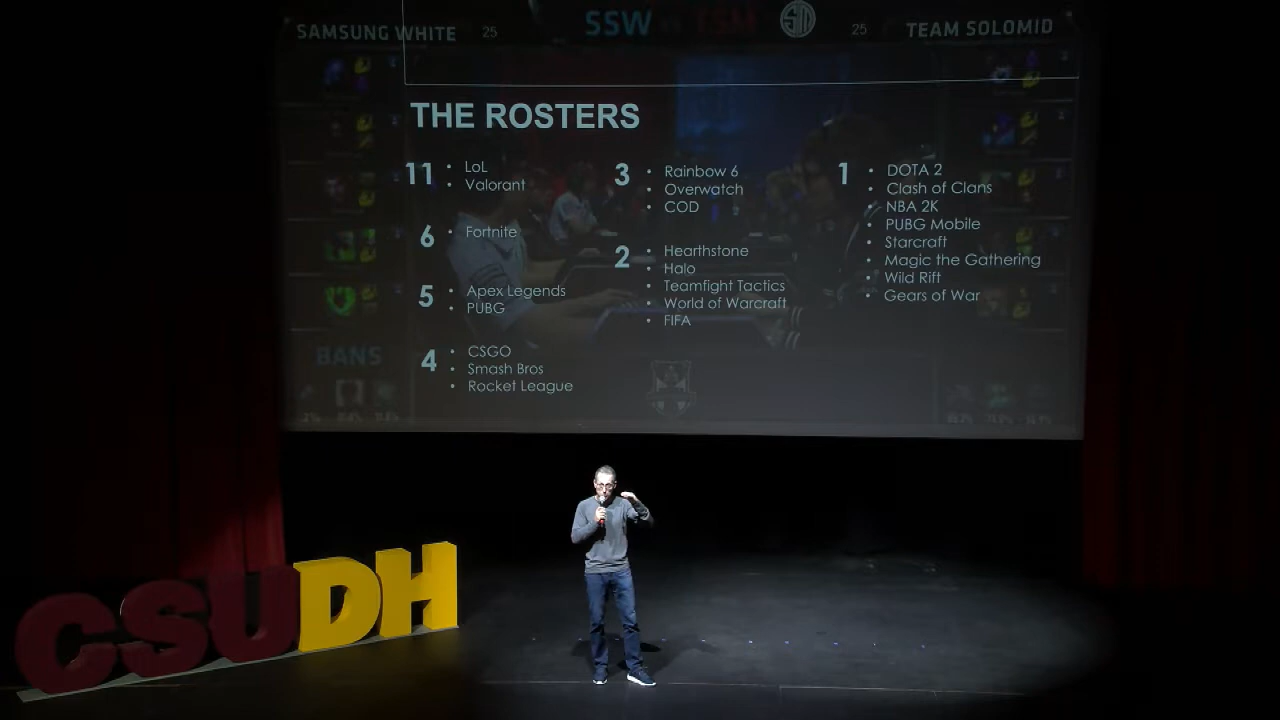 SAMSUNG WHITE 25 SSW VS TSM 25 TEAM SOLOMID
THE ROSTERS
11
• LoL
• Valorant
6
• Fortnite
5
• Apex Legends
• PUBG
4
• CSGO
• Smash Bros
• Rocket League
3
• Rainbow 6
• Overwatch
• COD
2
• Hearthstone
• Halo
• Teamfight Tactics
• World of Warcraft
• FIFA
1
• DOTA 2
• Clash of Clans
• NBA 2K
• PUBG Mobile
• Starcraft
• Magic the Gathering
• Wild Rift
• Gears of War
BANS
CSUDH